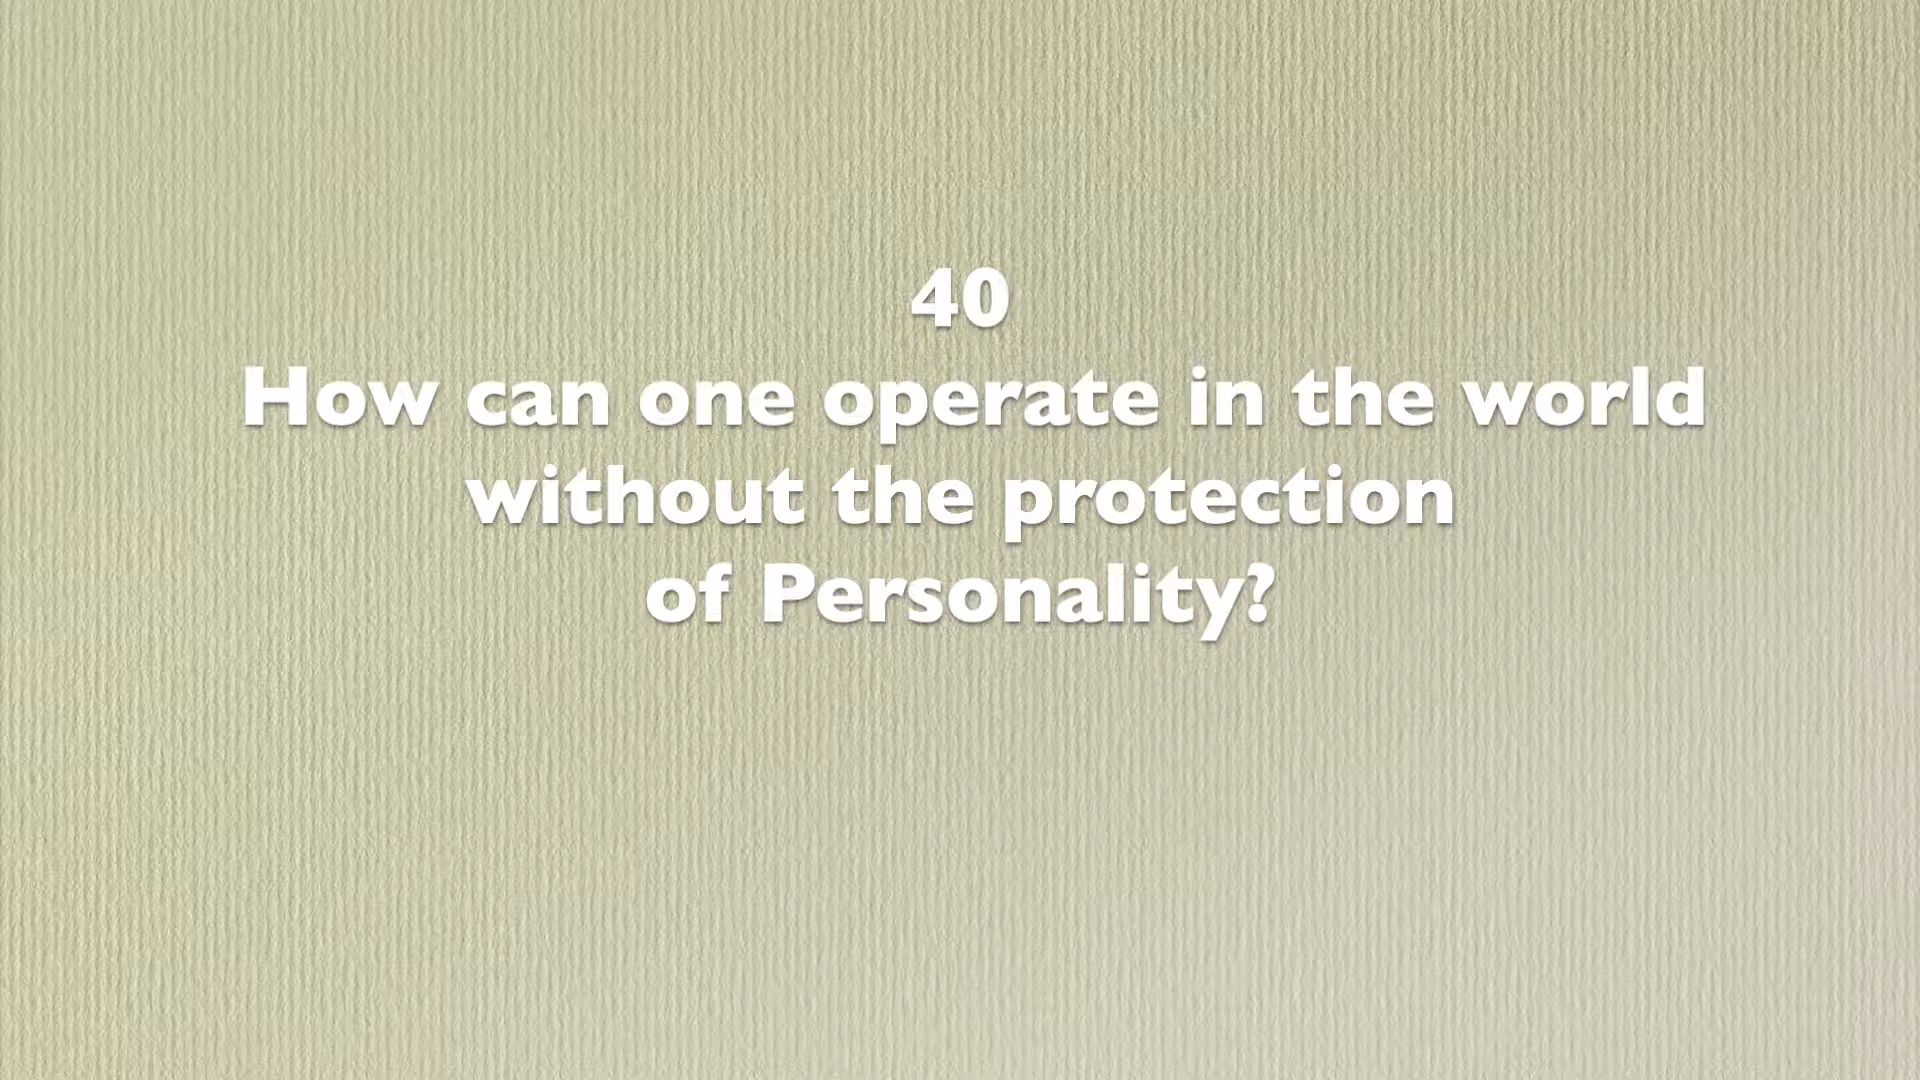 40
How can one operate in the world
without the protection
of Personality?